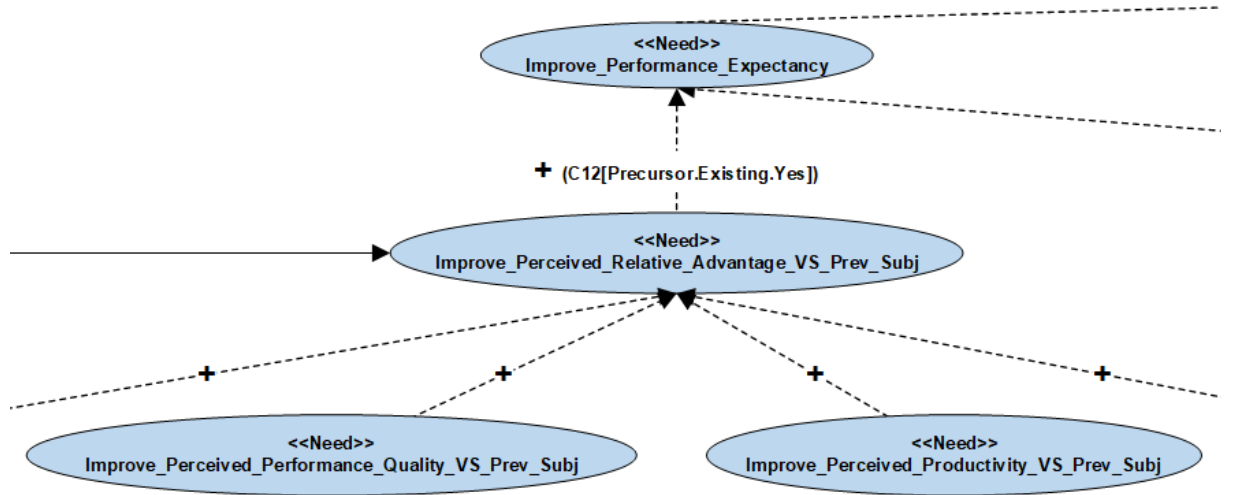 <<Need>>
Improve_Performance_Expectancy
+ (C12[Precursor.Existing.Yes])
<<Need>>
Improve_Perceived_Relative_Advantage_VS_Prev_Subj
+ + + +
<<Need>>
Improve_Perceived_Performance_Quality_VS_Prev_Subj
<<Need>>
Improve_Perceived_Productivity_VS_Prev_Subj